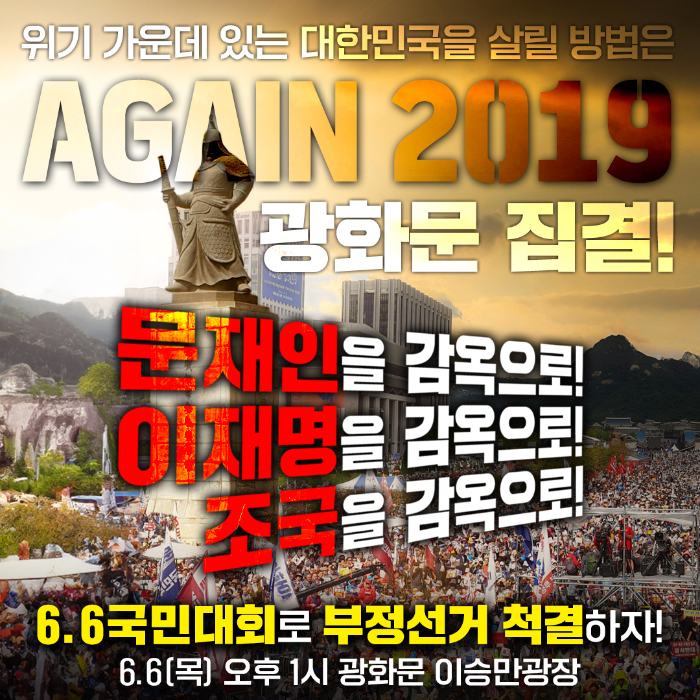 위기 가운데 있는 대한민국을 살릴 방법은
AGAIN 2019
광화문 집결!
문재인을 감옥으로!
이재명을 감옥으로!
조국을 감옥으로!
6.6국민대회로 부정선거 척결하자!
6.6(목) 오후 1시 광화문 이승만광장